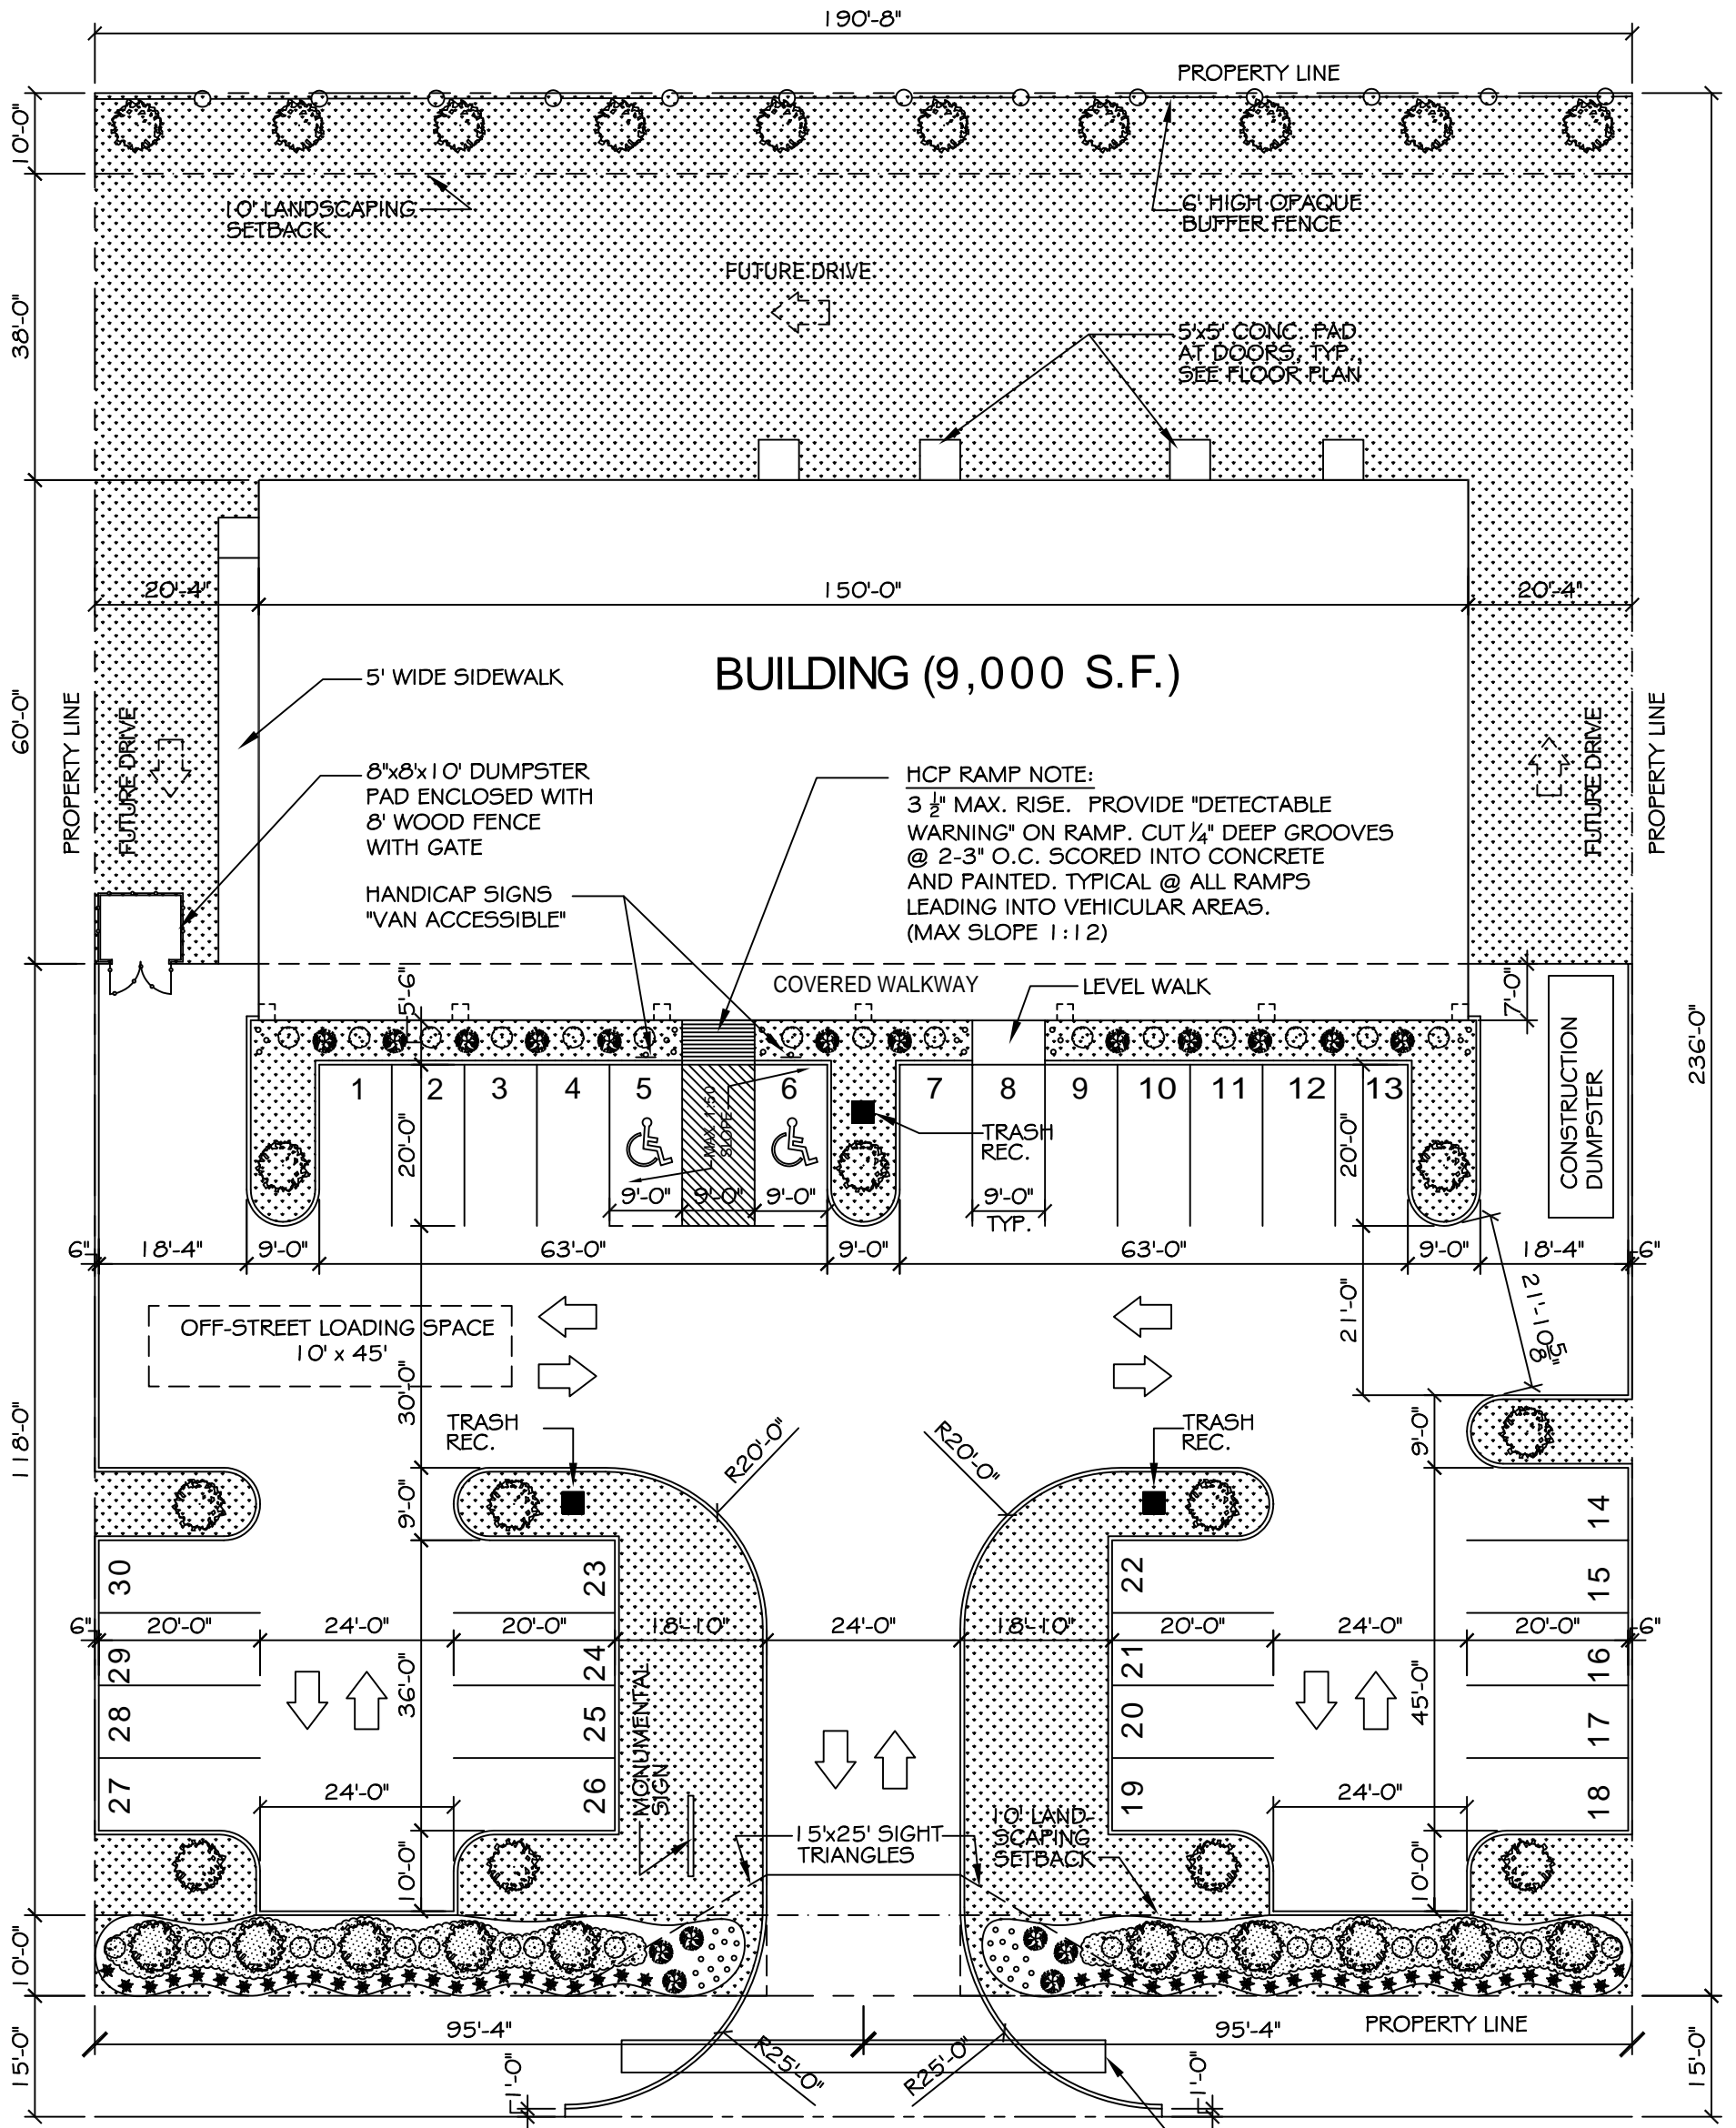 190'-8"
PROPERTY LINE
10'-0"
10' LANDSCAPING
SETBACK
6' HIGH OPAQUE
BUFFER FENCE
FUTURE DRIVE
38'-0"
5'x5' CONC. PAD
AT DOORS, TYP.,
SEE FLOOR PLAN
20'-4"
150'-0"
20'-4"
BUILDING (9,000 S.F.)
5' WIDE SIDEWALK
60'-0"
PROPERTY LINE
FUTURE DRIVE
FUTURE DRIVE
PROPERTY LINE
8"x8'x10' DUMPSTER
PAD ENCLOSED WITH
8' WOOD FENCE
WITH GATE
HCP RAMP NOTE:
3 ½" MAX. RISE. PROVIDE "DETECTABLE
WARNING" ON RAMP. CUT ¼" DEEP GROOVES
@ 2-3" O.C. SCORED INTO CONCRETE
AND PAINTED. TYPICAL @ ALL RAMPS
LEADING INTO VEHICULAR AREAS.
(MAX SLOPE 1:12)
HANDICAP SIGNS
"VAN ACCESSIBLE"
COVERED WALKWAY
LEVEL WALK
5'-6"
7'-0"
236'-0"
CONSTRUCTION
DUMPSTER
1 2 3 4 5 6 7 8 9 10 11 12 13
MAX 1:50
SLOPE
TRASH
REC.
20'-0"
20'-0"
9'-0" 9'-0" 9'-0"
9'-0"
TYP.
6" 18'-4" 9'-0" 63'-0" 9'-0" 63'-0" 9'-0" 18'-4" 6"
OFF-STREET LOADING SPACE
10' x 45'
21'-0"
21'-10 5/8"
30'-0"
118'-0"
TRASH
REC.
R20'-0"
R20'-0"
TRASH
REC.
9'-0"
9'-0"
14
30
23
22
15
6" 20'-0" 24'-0" 20'-0" 18'-10" 24'-0" 18'-10" 20'-0" 24'-0" 20'-0" 6"
29
24
21
16
36'-0"
45'-0"
28
25
20
17
MONUMENTAL
SIGN
27
24'-0"
26
19
24'-0"
18
15'x25' SIGHT
TRIANGLES
10' LAND-
SCAPING
SETBACK
10'-0"
10'-0"
10'-0"
95'-4"
95'-4"
PROPERTY LINE
15'-0"
R25'-0"
R25'-0"
15'-0"
1'-0"
1'-0"